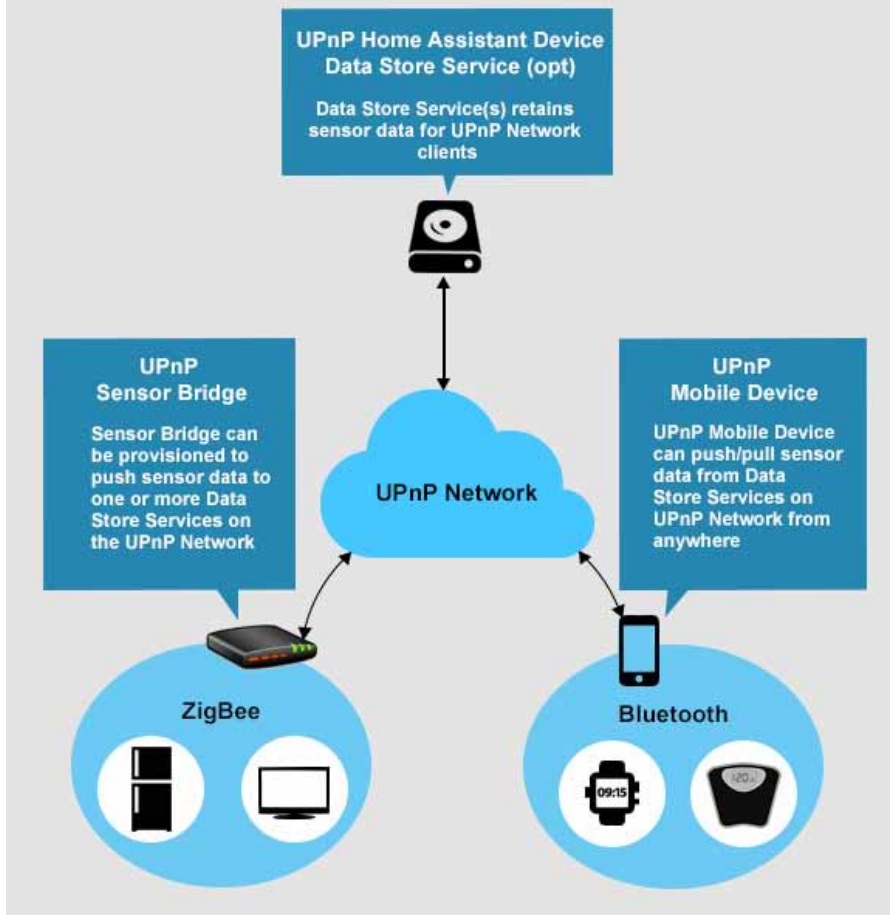 UPnP Home Assistant Device
Data Store Service (opt)
Data Store Service(s) retains
sensor data for UPnP Network
clients
UPnP
Sensor Bridge
Sensor Bridge can
be provisioned to
push sensor data to
one or more Data
Store Services on
the UPnP Network
UPnP
Mobile Device
UPnP Mobile Device
can push/pull sensor
data from Data
Store Services on
UPnP Network from
anywhere
UPnP Network
ZigBee
Bluetooth
09:15
120